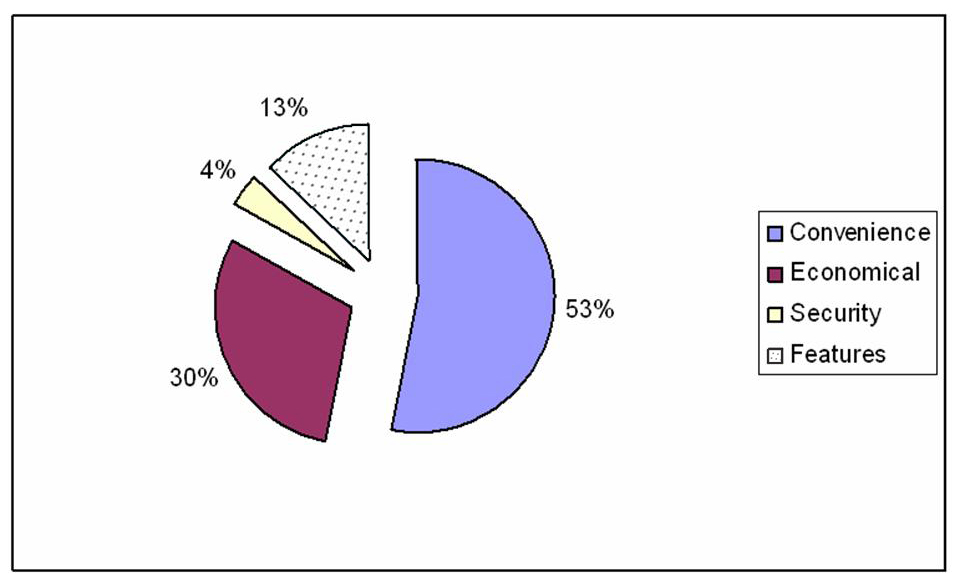 13%
4%
53%
30%
Convenience
Economical
Security
Features